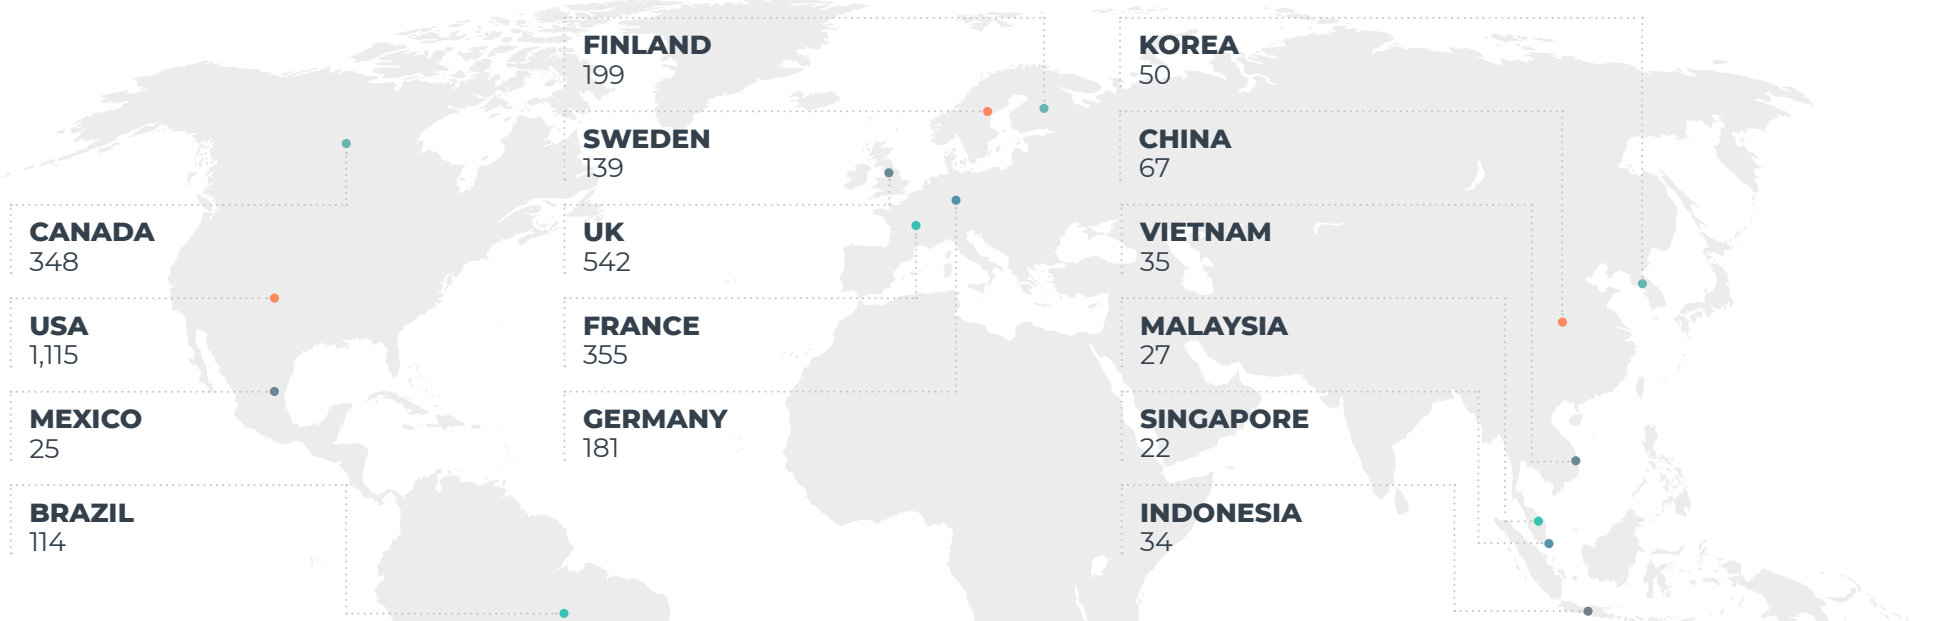 CANADA
348
USA
1,115
MEXICO
25
BRAZIL
114
FINLAND
199
SWEDEN
139
UK
542
FRANCE
355
GERMANY
181
KOREA
50
CHINA
67
VIETNAM
35
MALAYSIA
27
SINGAPORE
22
INDONESIA
34